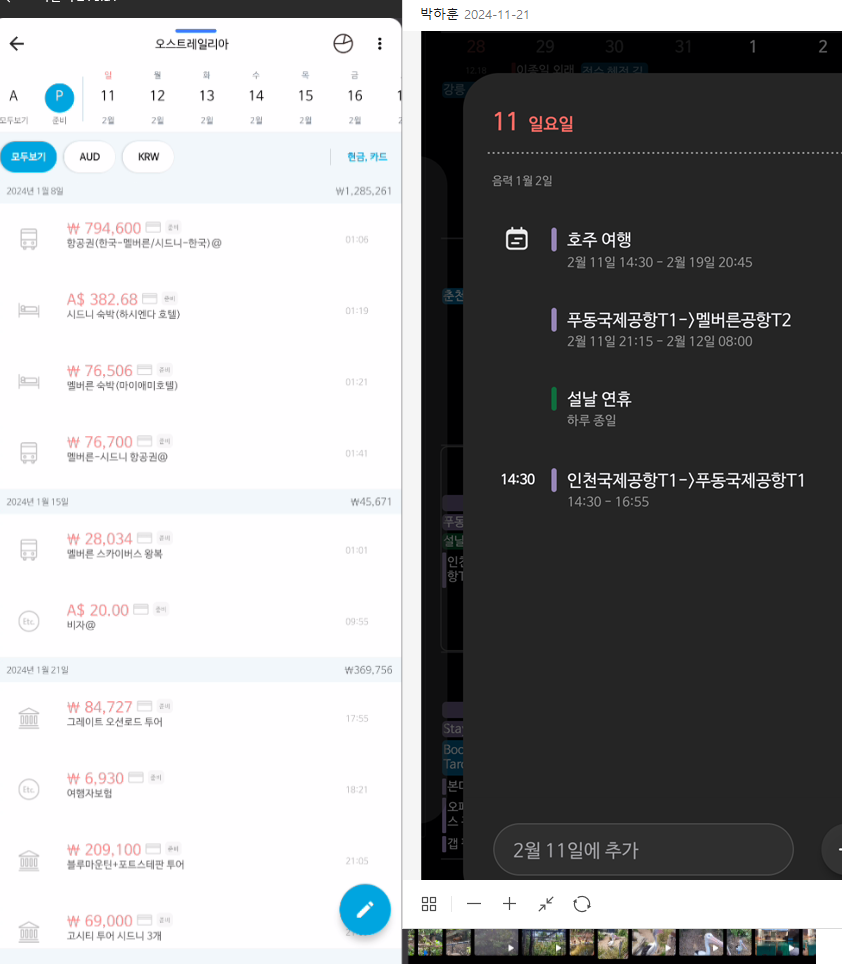 오스트레일리아
A
모두보기
P
준비
일
11
2월
월
12
2월
화
13
2월
수
14
2월
목
15
2월
금
16
2월
모두보기
AUD
KRW
현금, 카드
2024년 1월 8일
₩1,285,261
₩ 794,600 준비
항공권(한국-멜버른/시드니-한국)@
01:06
A$ 382.68 준비
시드니 숙박(하시엔다 호텔)
01:19
₩ 76,506 준비
멜버른 숙박(마이애미호텔)
01:21
₩ 76,700 준비
멜버른-시드니 항공권@
01:41
2024년 1월 15일
₩45,671
₩ 28,034 준비
멜버른 스카이버스 왕복
01:01
Etc.
A$ 20.00 준비
비자@
09:55
2024년 1월 21일
₩369,756
₩ 84,727 준비
그레이트 오션로드 투어
17:55
Etc.
₩ 6,930 준비
여행자보험
18:21
₩ 209,100 준비
블루마운틴+포트스테판 투어
21:05
₩ 69,000 준비
고시티 투어 시드니 3개
박하훈 2024-11-21
28
29
30
31
1
2
강릉
춘천
푸동
설날
인천
항T
Sta
11 일요일
음력 1월 2일
호주 여행
2월 11일 14:30 - 2월 19일 20:45
푸동국제공항T1->멜버른공항T2
2월 11일 21:15 - 2월 12일 08:00
설날 연휴
하루 종일
14:30
인천국제공항T1->푸동국제공항T1
14:30 - 16:55
2월 11일에 추가